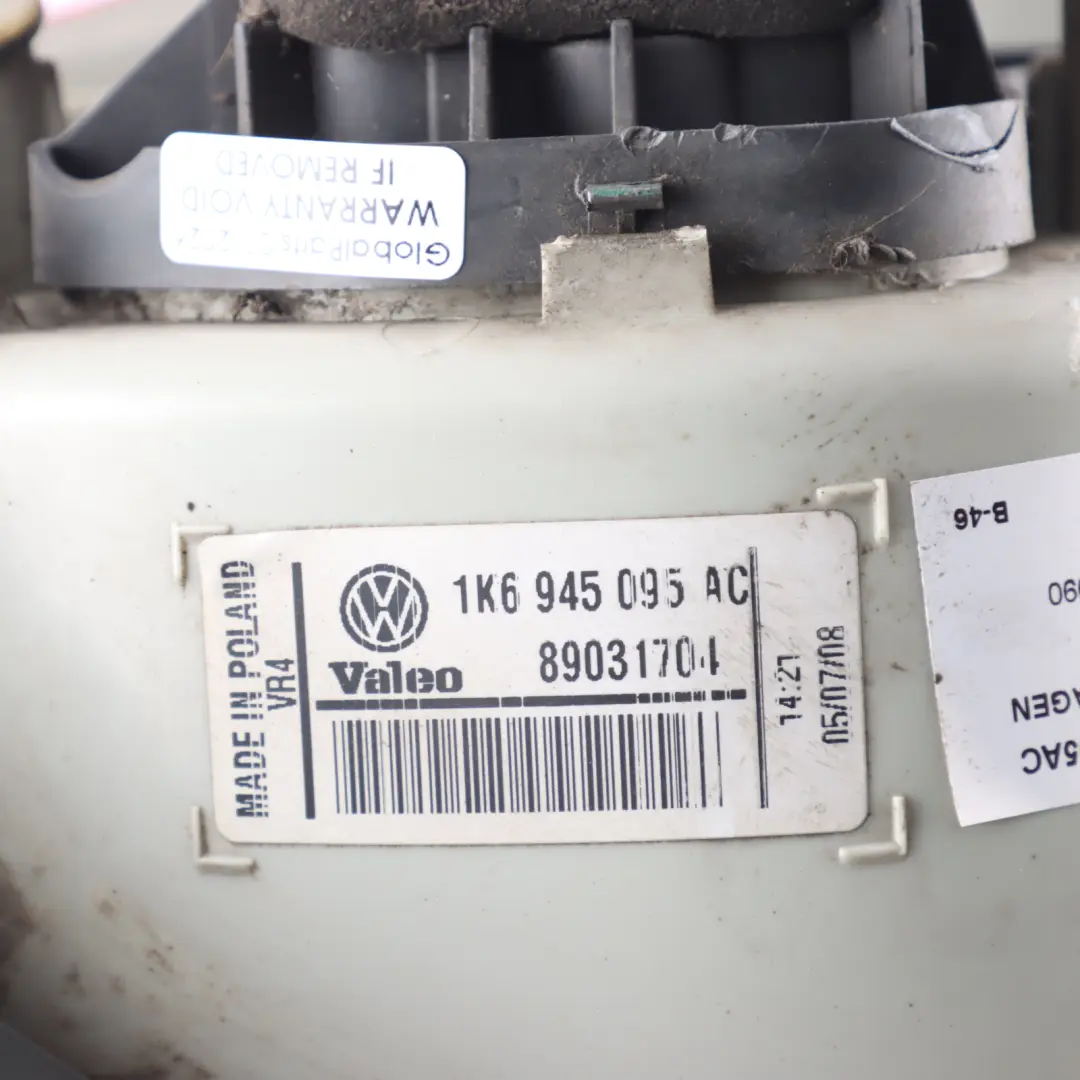 GlobalParts
WARRANTY VOID
IF REMOVED
MADE IN POLAND
VR4
1K6 945 095 AC
Valeo
89031704
14:21
05/07/08
B-46
090
AGEN
5AC